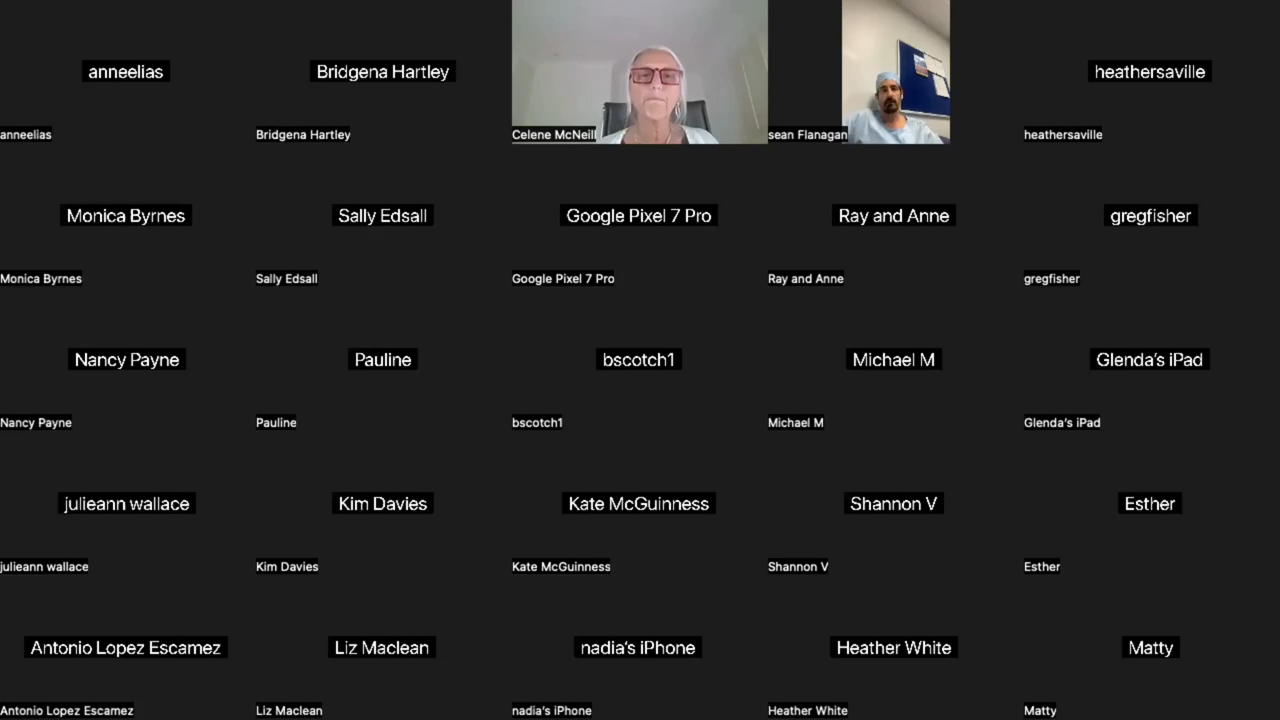 anneelias
Bridgena Hartley
heathersaville
anneelias
Bridgena Hartley
Celene McNeill
sean Flanagan
heathersaville
Monica Byrnes
Sally Edsall
Google Pixel 7 Pro
Ray and Anne
gregfisher
Monica Byrnes
Sally Edsall
Google Pixel 7 Pro
Ray and Anne
gregfisher
Nancy Payne
Pauline
bscotch1
Michael M
Glenda's iPad
Nancy Payne
Pauline
bscotch1
Michael M
Glenda's iPad
julieann wallace
Kim Davies
Kate McGuinness
Shannon V
Esther
julieann wallace
Kim Davies
Kate McGuinness
Shannon V
Esther
Antonio Lopez Escamez
Liz Maclean
nadia's iPhone
Heather White
Matty
Antonio Lopez Escamez
Liz Maclean
nadia's iPhone
Heather White
Matty